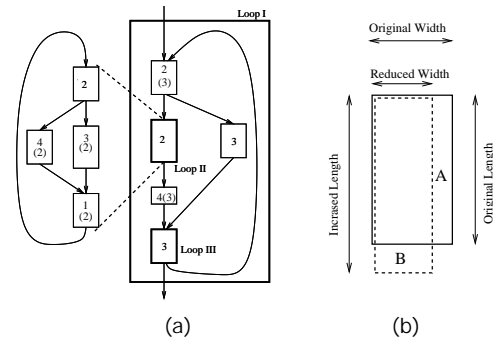 Loop I
2
(3)
2
4
(2)
3
(2)
2
3
Loop II
1
(2)
4(3)
3
Loop III
(a)
Original Width
Reduced Width
Incrased Length
A
Original Length
B
(b)